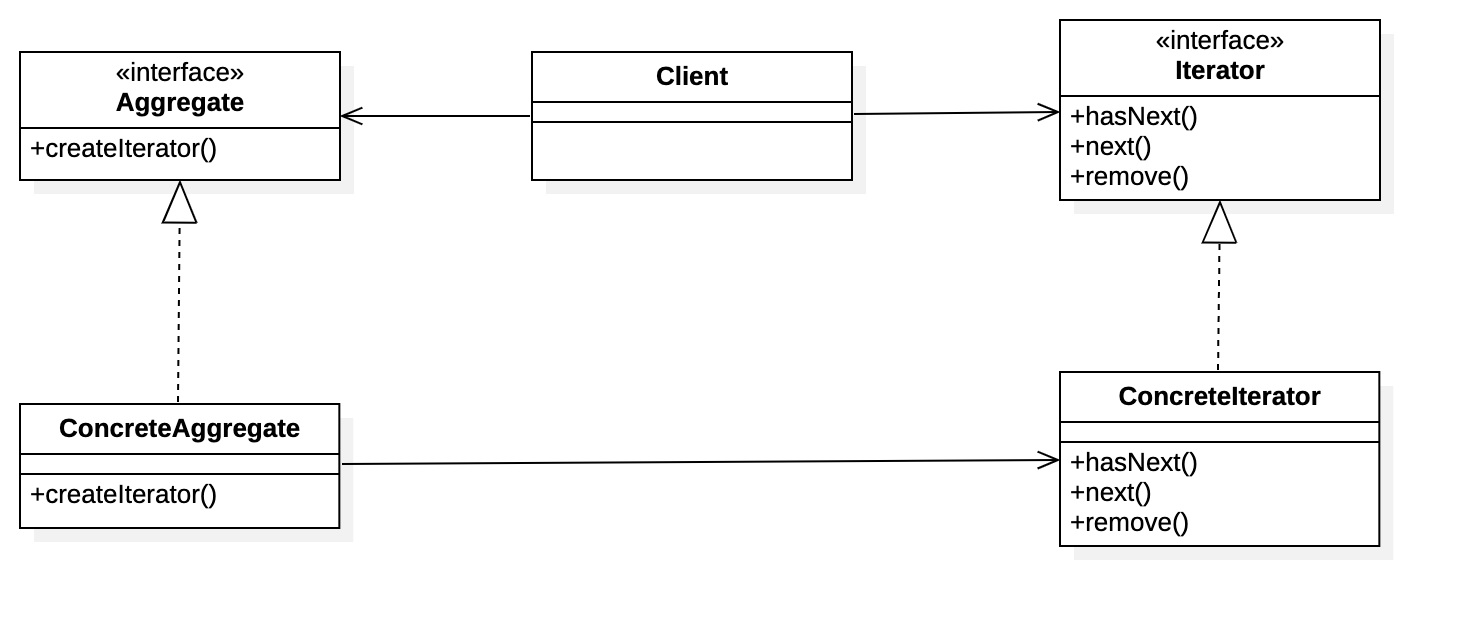 «interface»
Aggregate
+createIterator()
Client
«interface»
Iterator
+hasNext()
+next()
+remove()
ConcreteAggregate
+createIterator()
ConcreteIterator
+hasNext()
+next()
+remove()